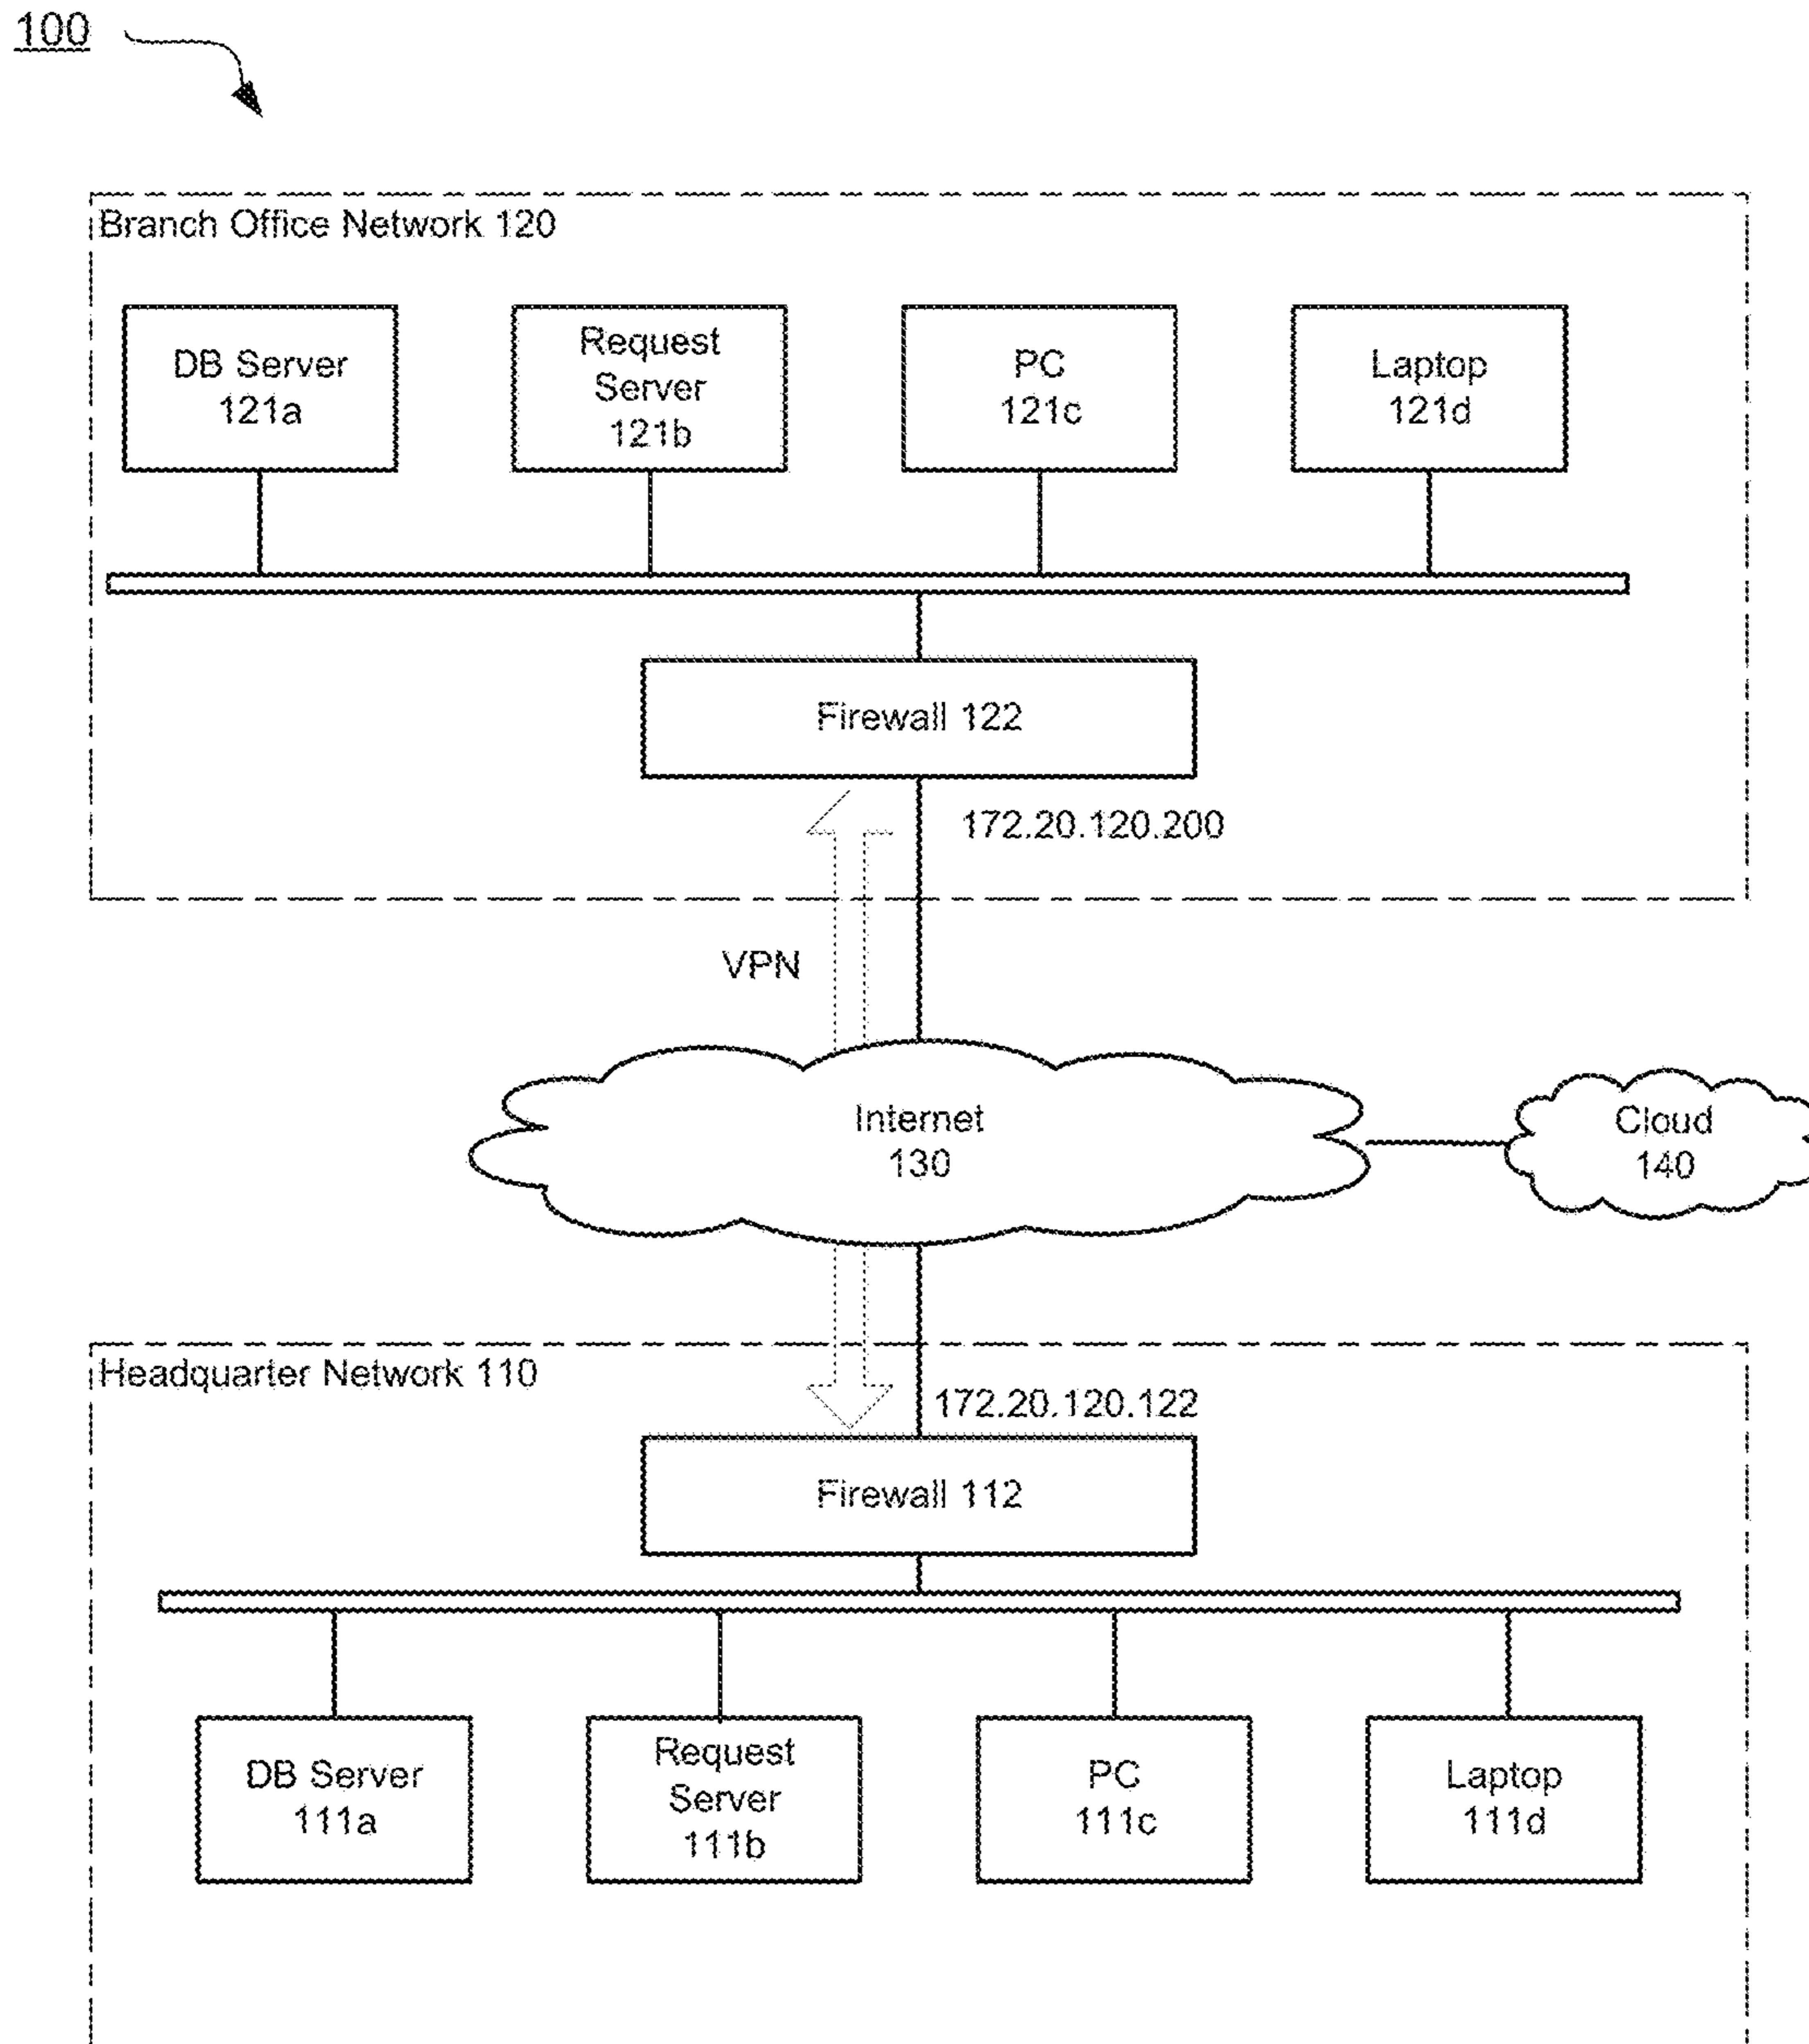 100
Branch Office Network 120
DB Server
121a
Request
Server
121b
PC
121c
Laptop
121d
Firewall 122
172.20.120.200
VPN
Internet
130
Cloud
140
Headquarter Network 110
172.20.120.122
Firewall 112
DB Server
111a
Request
Server
111b
PC
111c
Laptop
111d